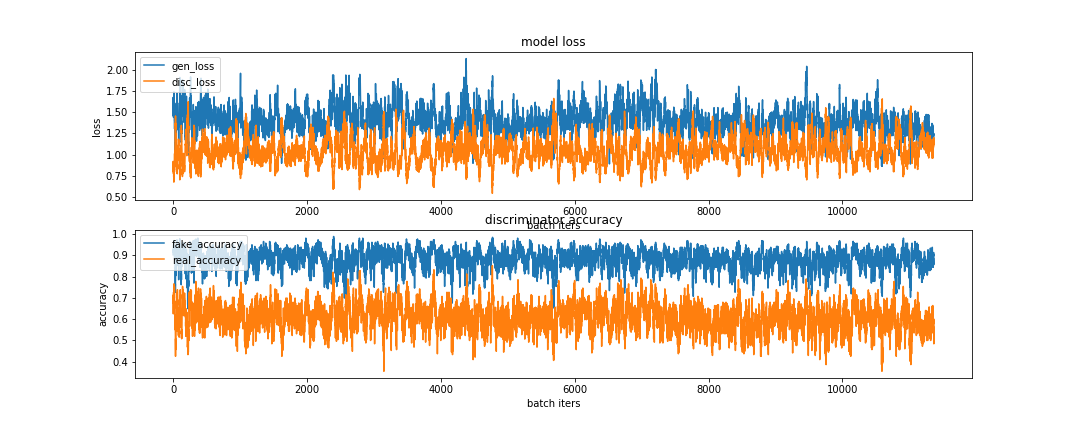 model loss
gen_loss
disc_loss
2.00
1.75
1.50
1.25
1.00
0.75
0.50
loss
0 2000 4000 6000 8000 10000
batch iters
discriminator accuracy
fake_accuracy
real_accuracy
1.0
0.9
0.8
0.7
0.6
0.5
0.4
accuracy
0 2000 4000 6000 8000 10000
batch iters